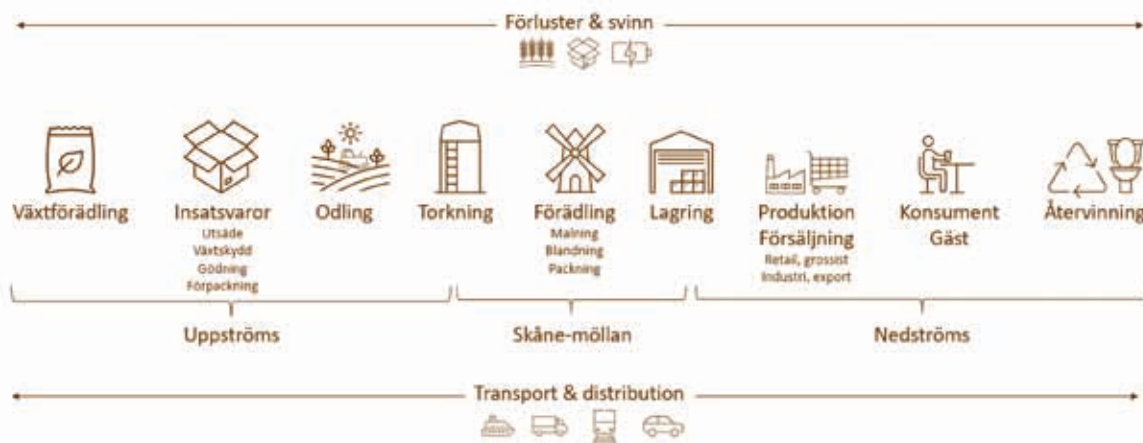 Förluster & svinn
Växtförädling
Insatsvaror
Utsäde
Växtskydd
Gödning
Förpackning
Odling
Torkning
Förädling
Malning
Blandning
Packning
Lagring
Produktion
Försäljning
Retail, grossist
Industri, export
Konsument
Gäst
Återvinning
Uppströms
Skåne-möllan
Nedströms
Transport & distribution